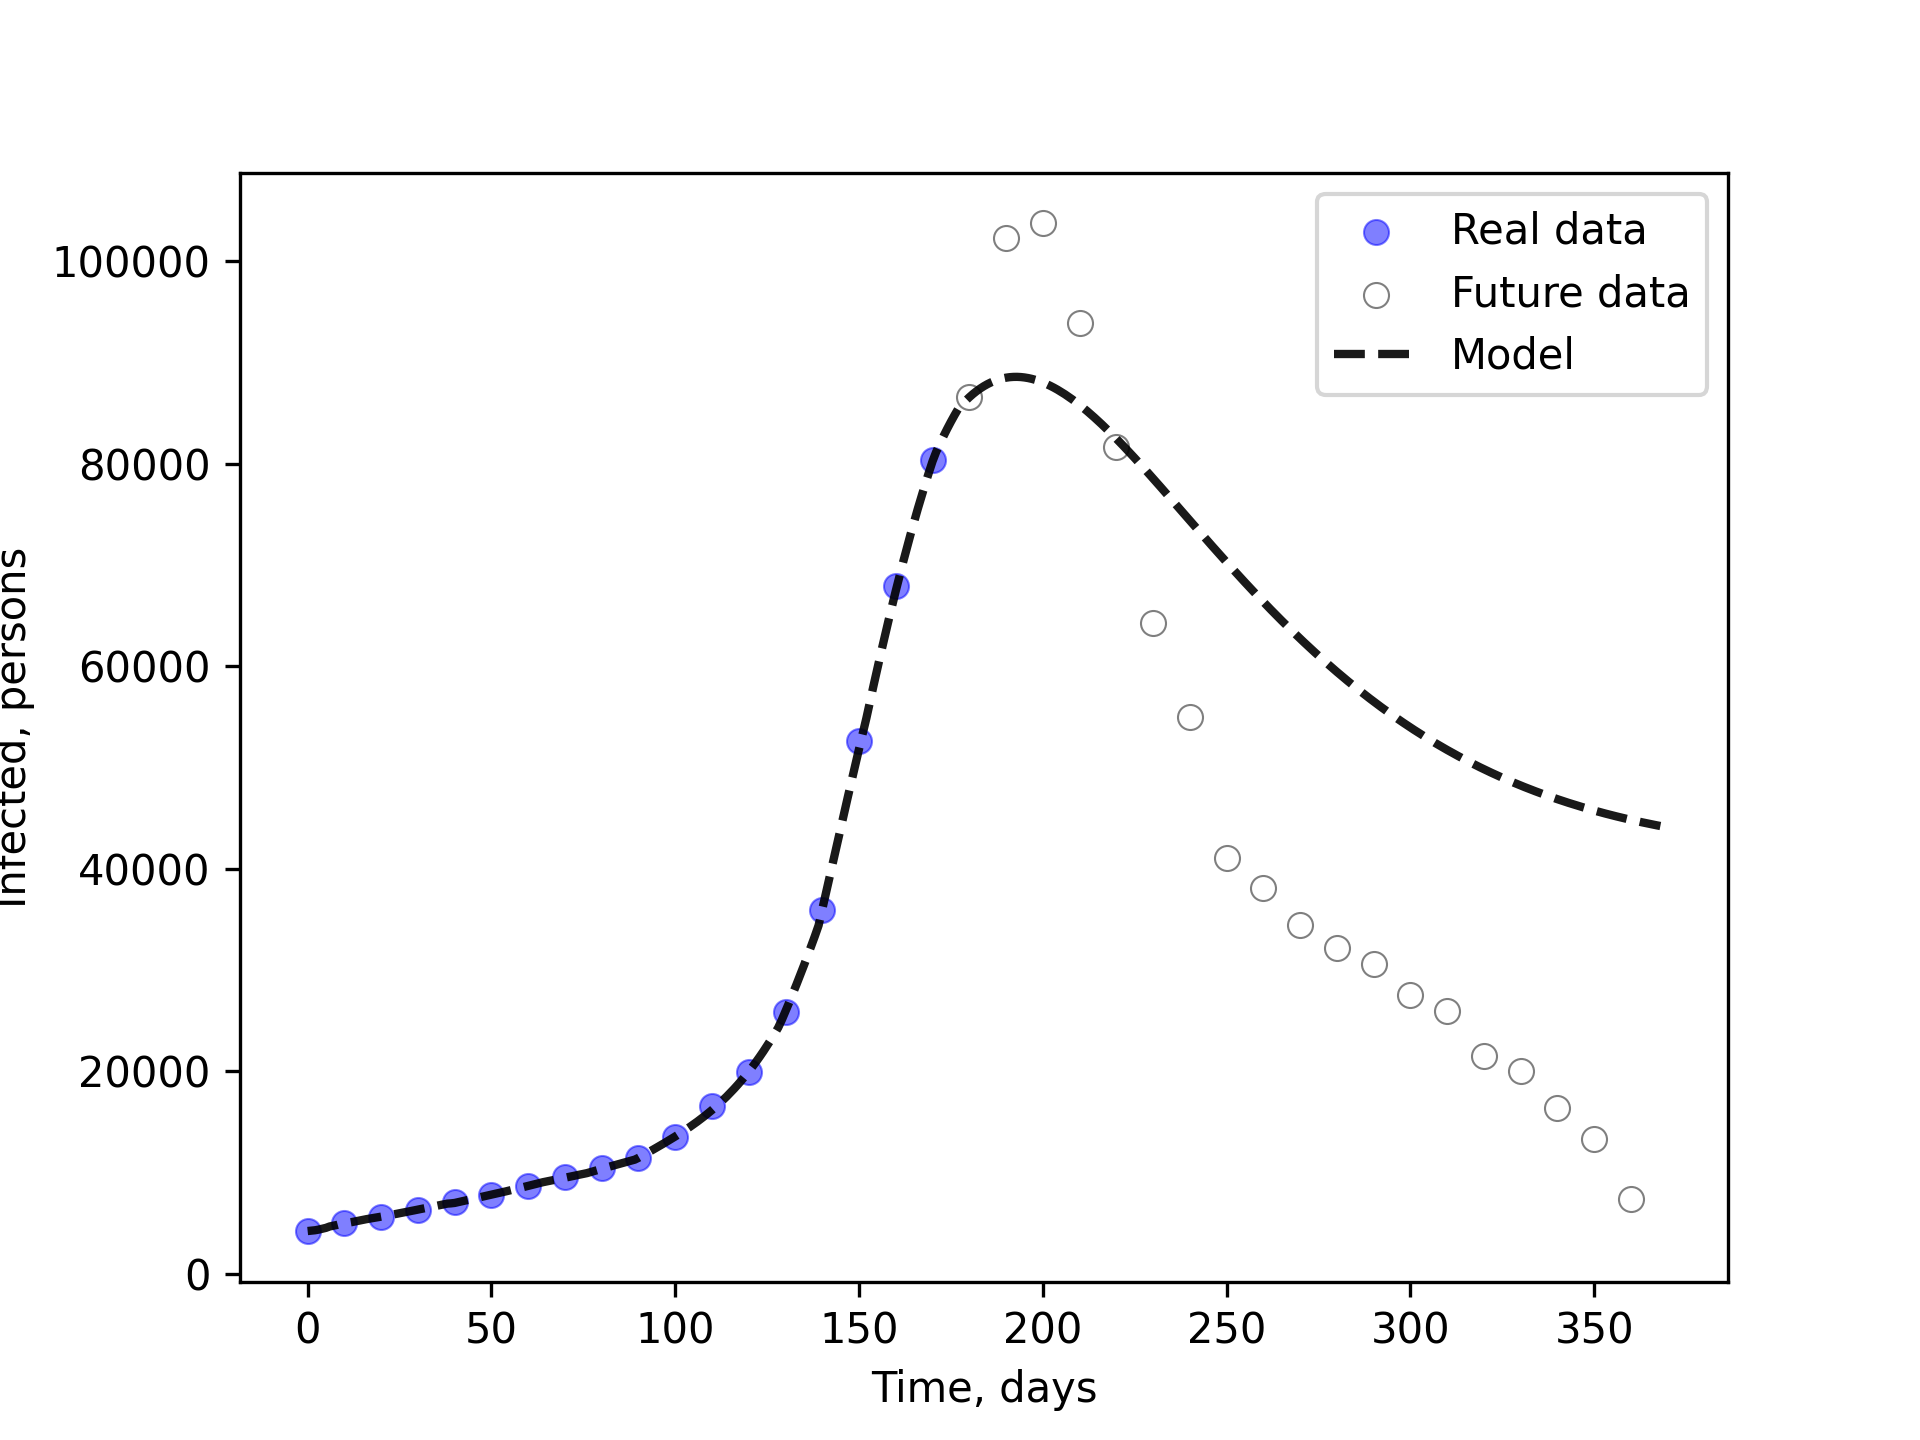 Real data
Future data
Model
100000
80000
60000
40000
20000
0
Infected, persons
0 50 100 150 200 250 300 350
Time, days